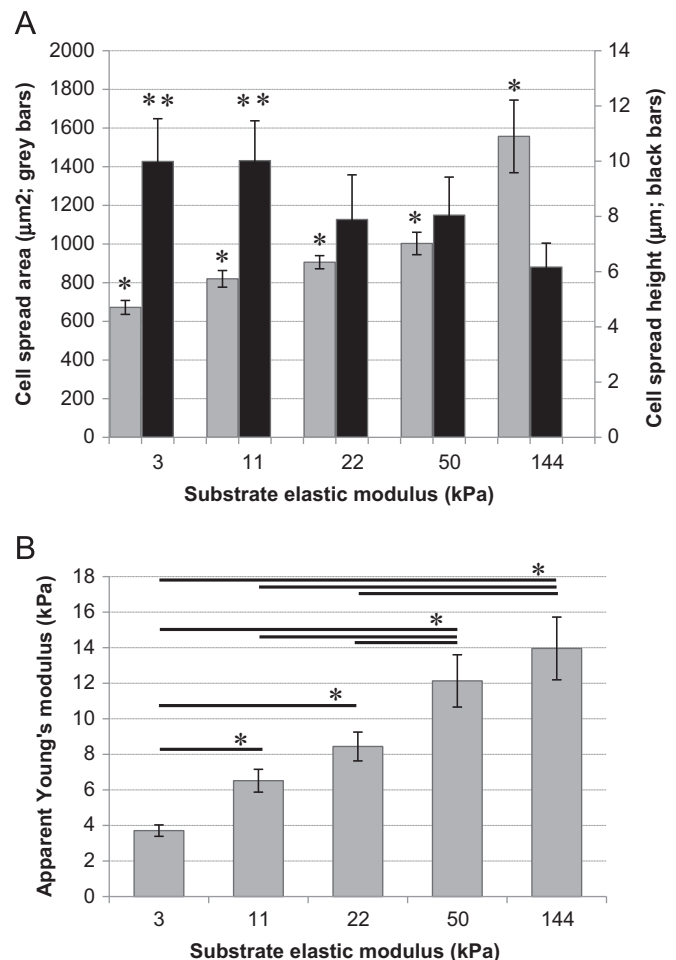 A
2000
1800
1600
1400
1200
1000
800
600
400
200
0
Cell spread area (μm2; grey bars)
14
12
10
8
6
4
2
0
Cell spread height (μm; black bars)
* * * * * * * * *
3 11 22 50 144
Substrate elastic modulus (kPa)
B
18
16
14
12
10
8
6
4
2
0
Apparent Young's modulus (kPa)
* * * *
3 11 22 50 144
Substrate elastic modulus (kPa)